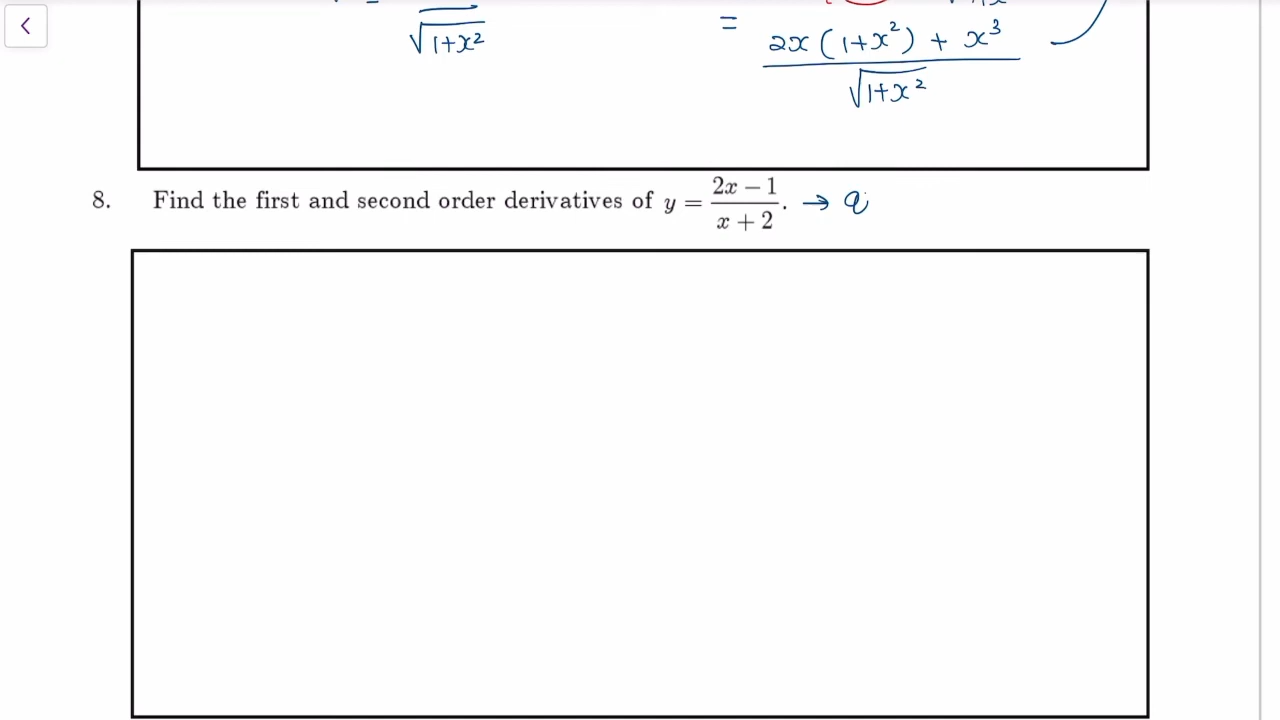 √1+x² = 2x(1+x²) + x³ / √1+x²
8. Find the first and second order derivatives of y = (2x − 1)/(x + 2). → q